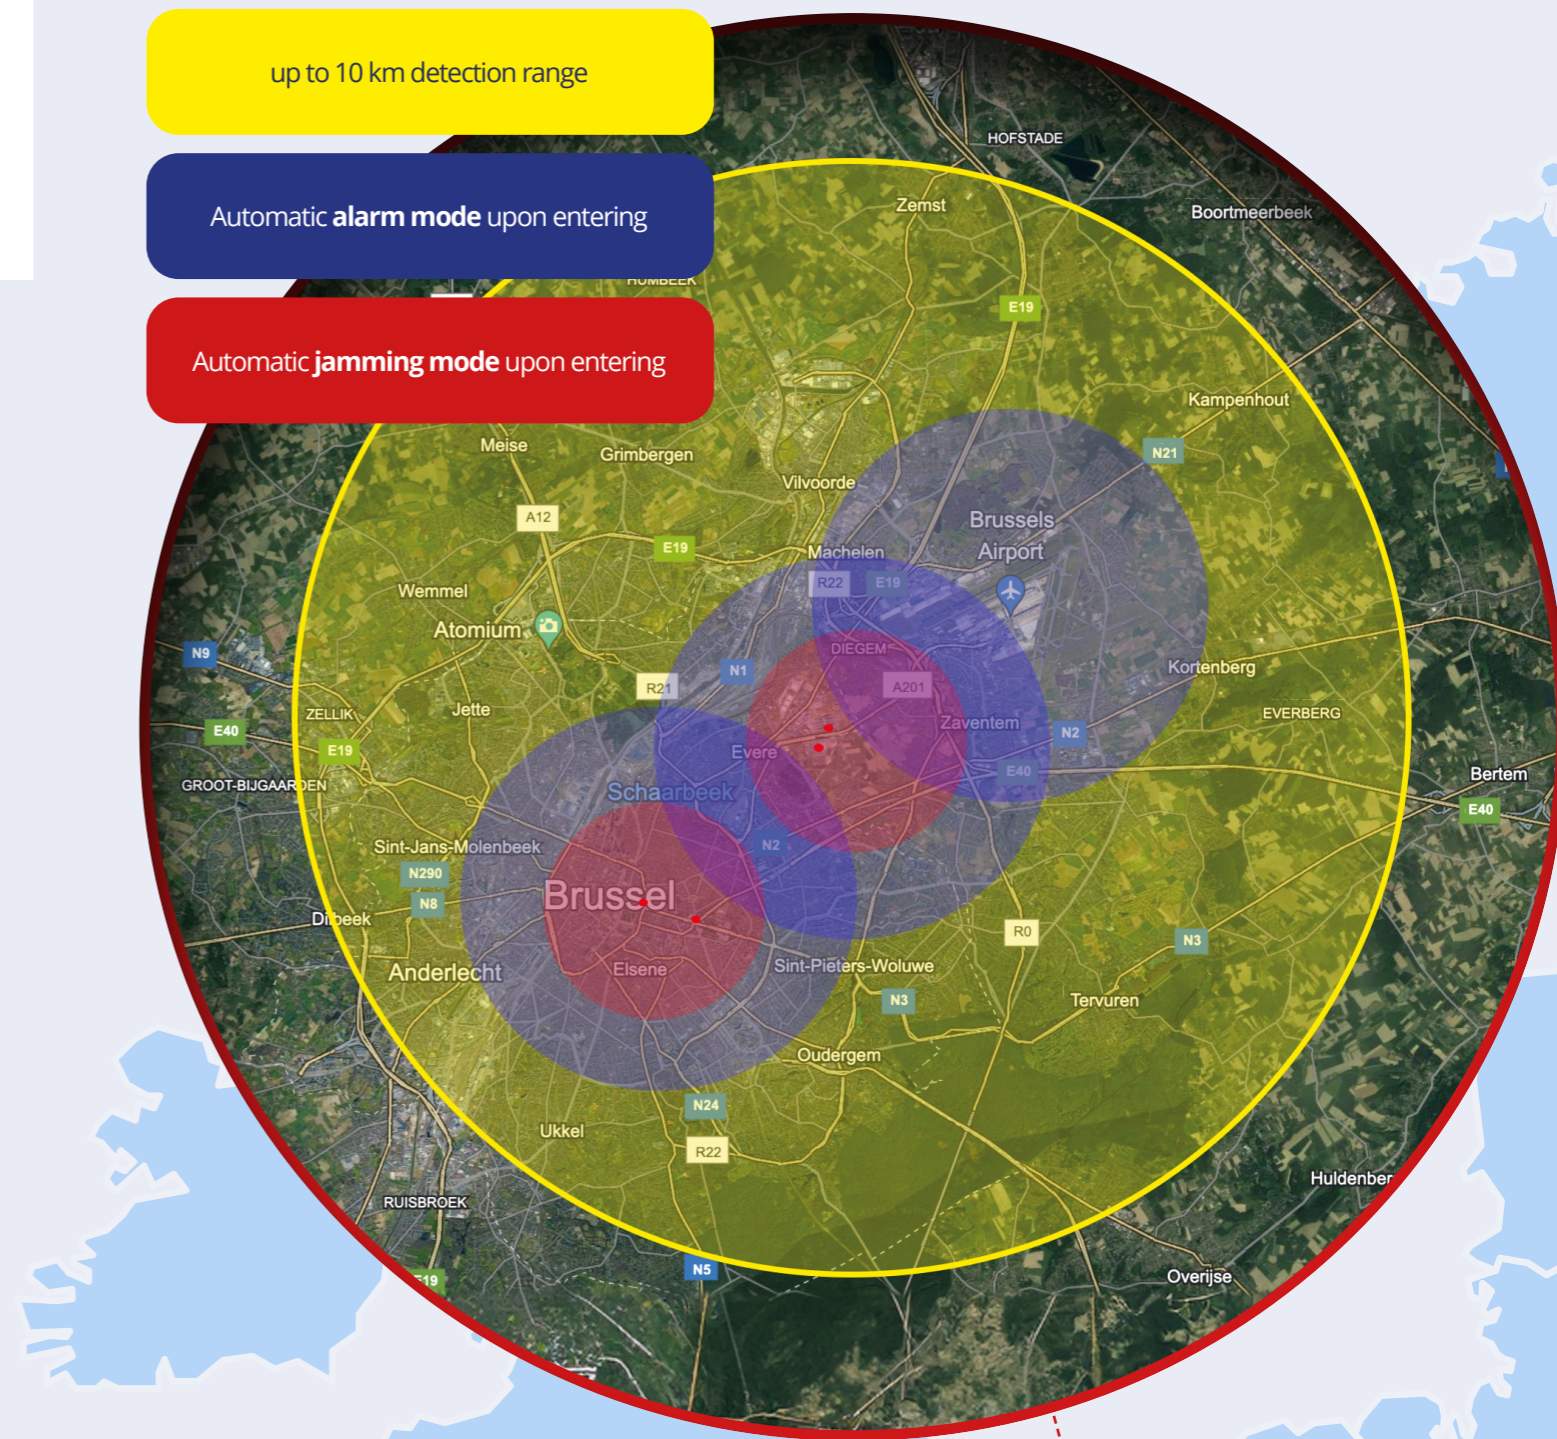 up to 10 km detection range
Automatic alarm mode upon entering
Automatic jamming mode upon entering
HOFSTADE
Zemst
Boortmeerbeek
HUMBEEK
E19
Kampenhout
Meise
Grimbergen
N21
Vilvoorde
A12
Brussels
Airport
E19
Machelen
R22
E19
Wemmel
Atomium
N9
DIEGEM
N1
Kortenberg
R21
A201
Jette
ZELLIK
EVERBERG
Zaventem
E40
N2
E19
Evere
E40
Bertem
GROOT-BIJGAARDEN
Schaarbeek
E40
Sint-Jans-Molenbeek
N2
N290
Brussel
N8
Dilbeek
R0
N3
Anderlecht
Elsene
Sint-Pieters-Woluwe
N3
Tervuren
Oudergem
N24
Ukkel
R22
Huldenber
RUISBROEK
N5
Overijse
E19